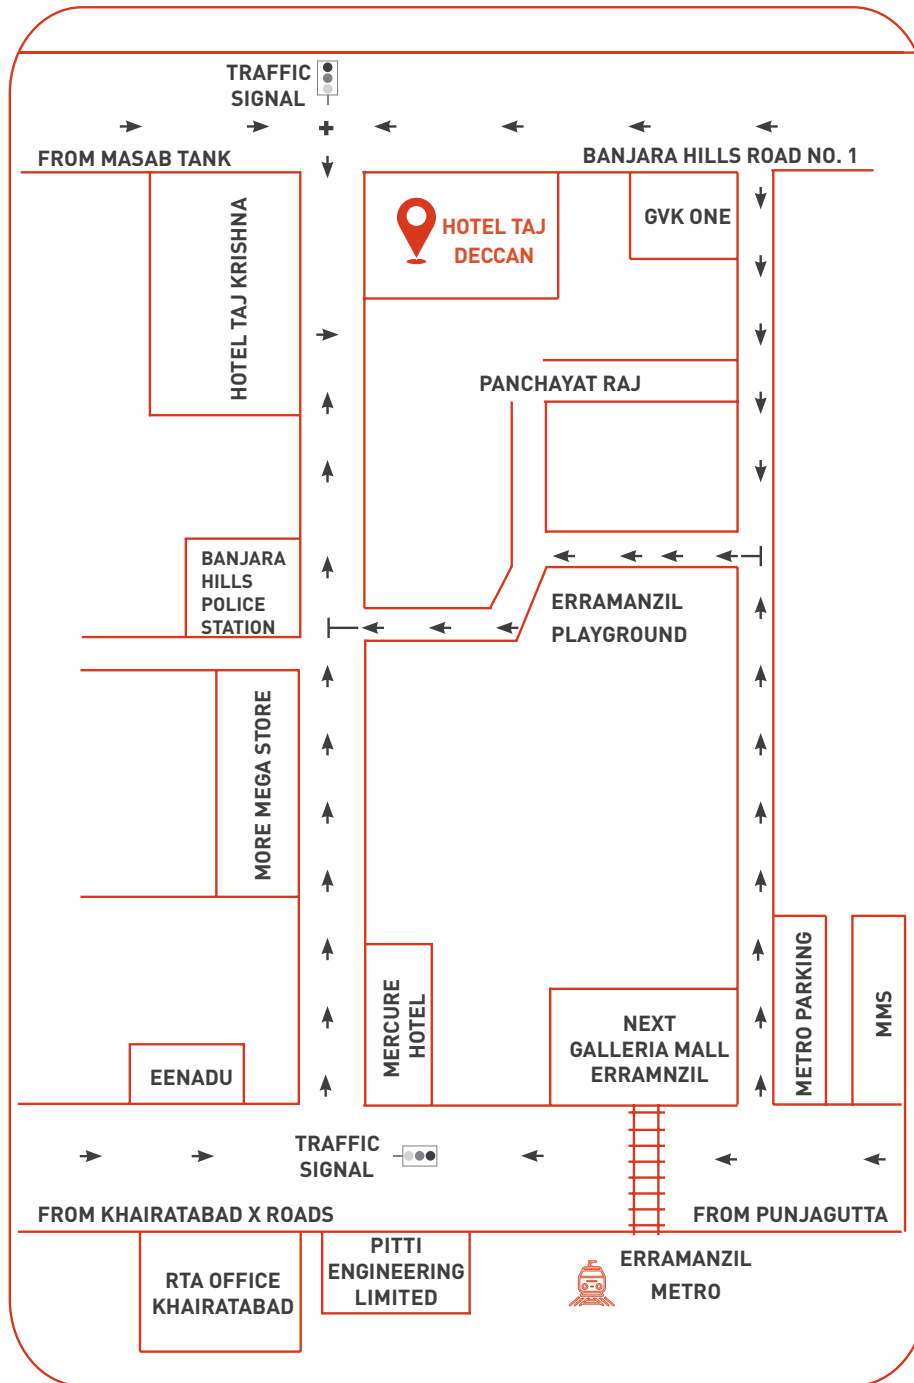 TRAFFIC
SIGNAL
FROM MASAB TANK
BANJARA HILLS ROAD NO. 1
HOTEL TAJ KRISHNA
HOTEL TAJ
DECCAN
GVK ONE
PANCHAYAT RAJ
BANJARA
HILLS
POLICE
STATION
ERRAMANZIL
PLAYGROUND
MORE MEGA STORE
MERCURE
HOTEL
NEXT
GALLERIA MALL
ERRAMNZIL
METRO PARKING
MMS
EENADU
TRAFFIC
SIGNAL
FROM KHAIRATABAD X ROADS
FROM PUNJAGUTTA
RTA OFFICE
KHAIRATABAD
PITTI
ENGINEERING
LIMITED
ERRAMANZIL
METRO